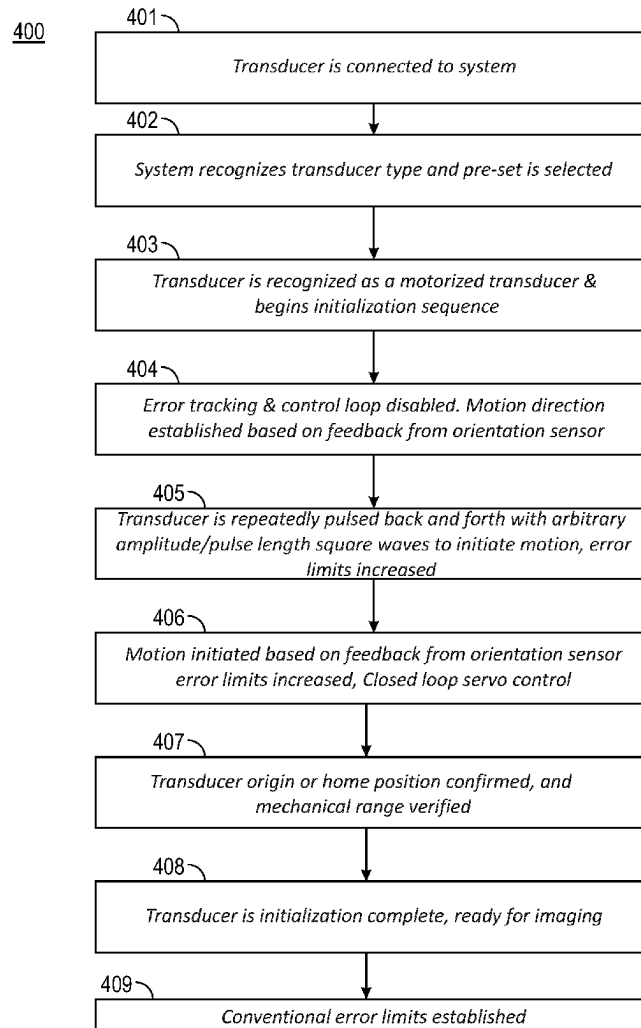 400
401
Transducer is connected to system
402
System recognizes transducer type and pre-set is selected
403
Transducer is recognized as a motorized transducer &
begins initialization sequence
404
Error tracking & control loop disabled. Motion direction
established based on feedback from orientation sensor
405
Transducer is repeatedly pulsed back and forth with arbitrary
amplitude/pulse length square waves to initiate motion, error
limits increased
406
Motion initiated based on feedback from orientation sensor
error limits increased, Closed loop servo control
407
Transducer origin or home position confirmed, and
mechanical range verified
408
Transducer is initialization complete, ready for imaging
409
Conventional error limits established